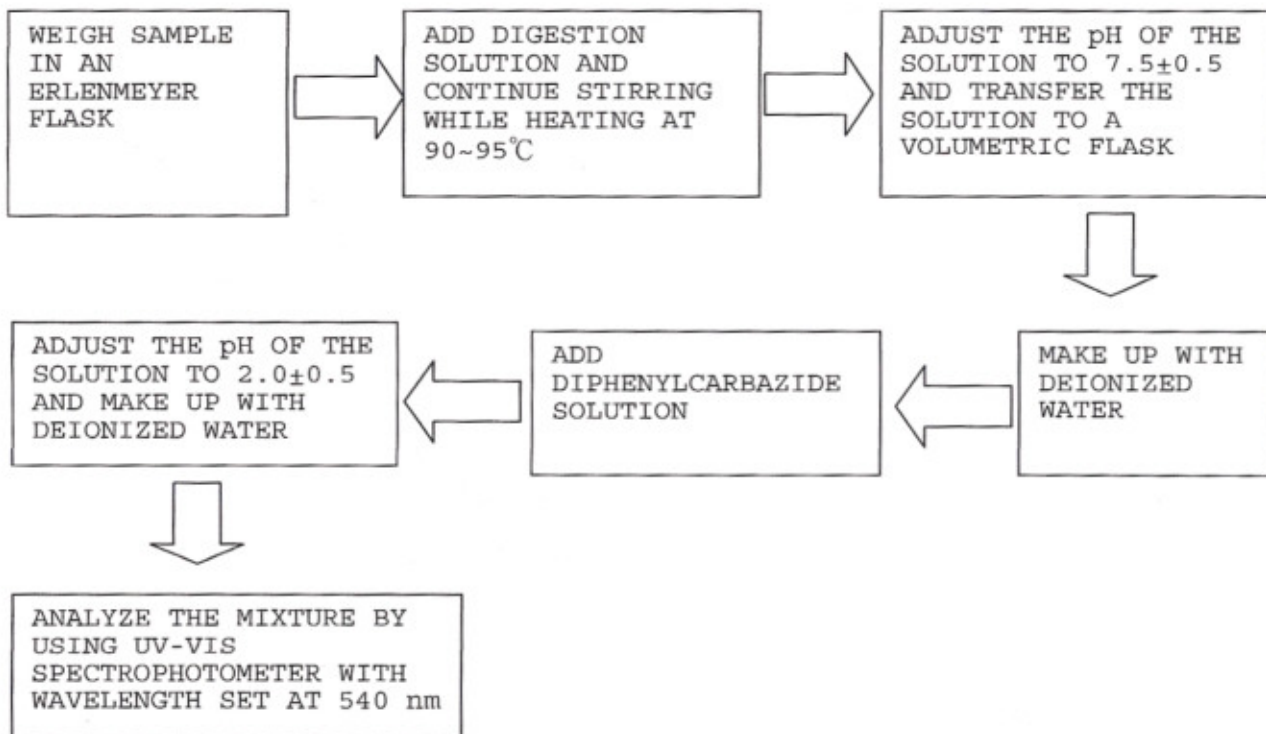 WEIGH SAMPLE
IN AN
ERLENMEYER
FLASK
ADD DIGESTION
SOLUTION AND
CONTINUE STIRRING
WHILE HEATING AT
90~95℃
ADJUST THE pH OF THE
SOLUTION TO 7.5±0.5
AND TRANSFER THE
SOLUTION TO A
VOLUMETRIC FLASK
MAKE UP WITH
DEIONIZED
WATER
ADD
DIPHENYLCARBAZIDE
SOLUTION
ADJUST THE pH OF THE
SOLUTION TO 2.0±0.5
AND MAKE UP WITH
DEIONIZED WATER
ANALYZE THE MIXTURE BY
USING UV-VIS
SPECTROPHOTOMETER WITH
WAVELENGTH SET AT 540 nm